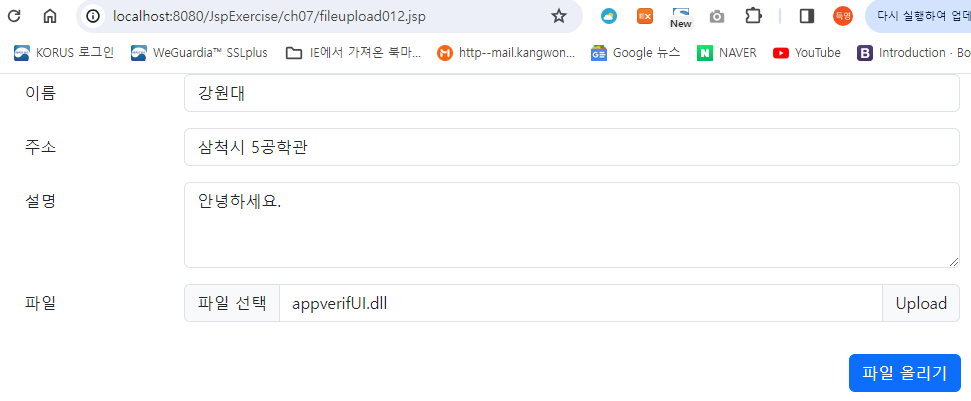 localhost:8080/JspExercise/ch07/fileupload012.jsp
EX
New
특영
다시 실행하여 업데
KORUS 로그인 WeGuardia™ SSLplus IE에서 가져온 북마... http--mail.kangwon... Google 뉴스 NAVER YouTube Introduction · Bo
이름 강원대
주소 삼척시 5공학관
설명 안녕하세요.
파일 파일 선택 appverifUI.dll Upload
파일 올리기